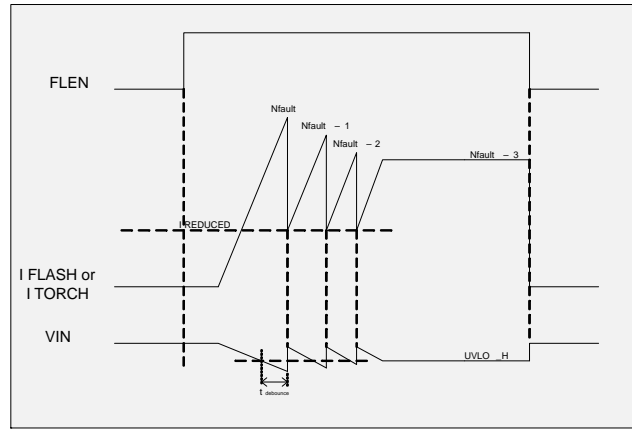 FLEN
Nfault
Nfault – 1
Nfault – 2
Nfault – 3
I REDUCED
I FLASH or
I TORCH
VIN
UVLO _H
t debounce